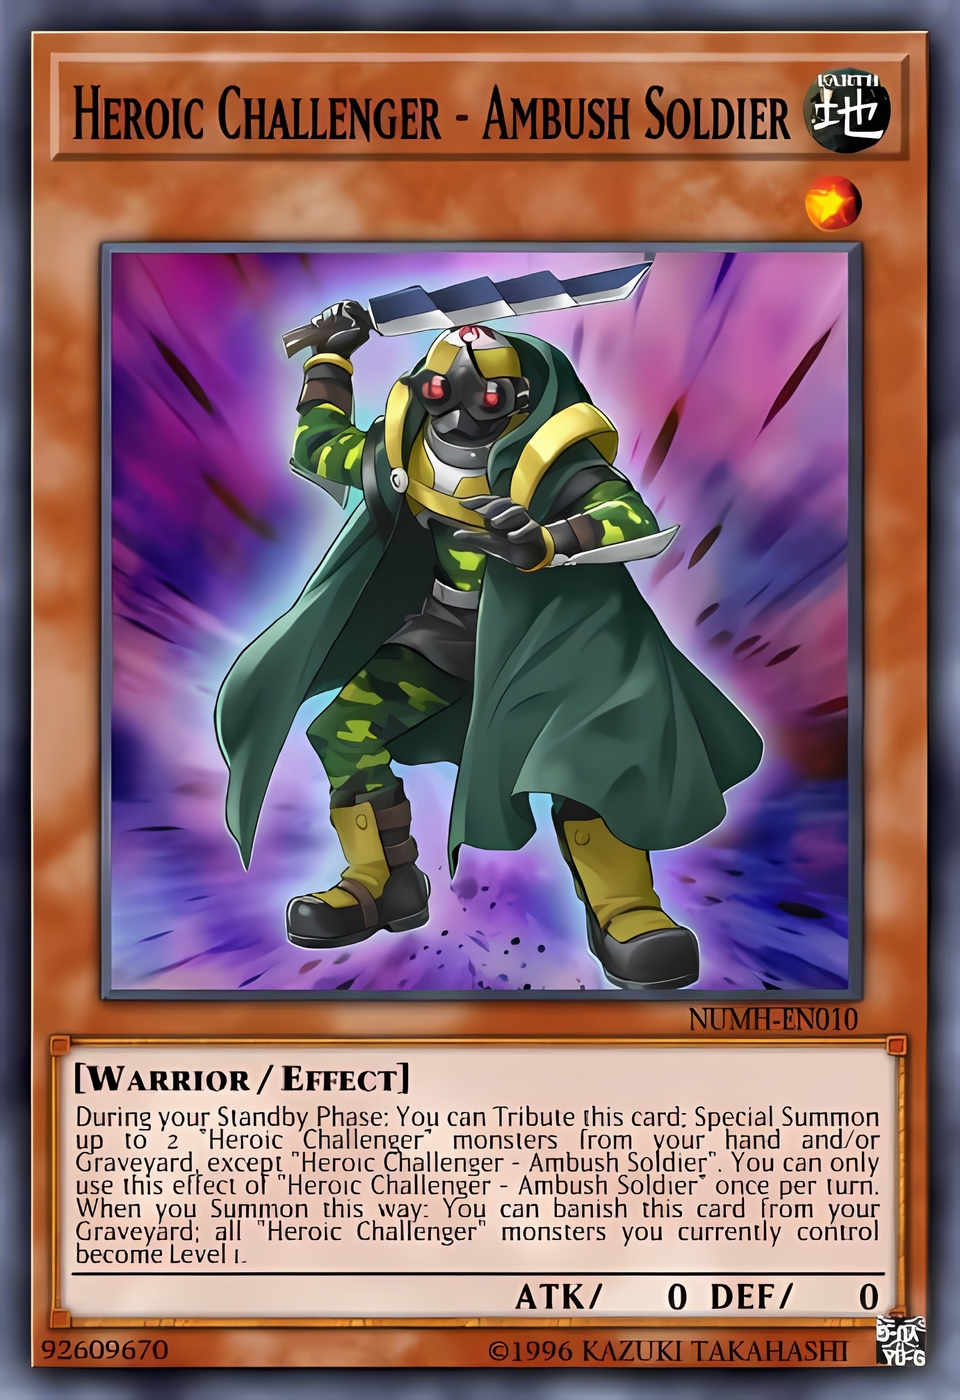 HEROIC CHALLENGER - AMBUSH SOLDIER
EARTH
地
NUMH-EN010
[WARRIOR / EFFECT]
During your Standby Phase: You can Tribute this card; Special Summon
up to 2 "Heroic Challenger" monsters from your hand and/or
Graveyard, except "Heroic Challenger - Ambush Soldier". You can only
use this effect of "Heroic Challenger - Ambush Soldier" once per turn.
When you Summon this way: You can banish this card from your
Graveyard; all "Heroic Challenger" monsters you currently control
become Level 1.
ATK/ 0 DEF/ 0
92609670
©1996 KAZUKI TAKAHASHI